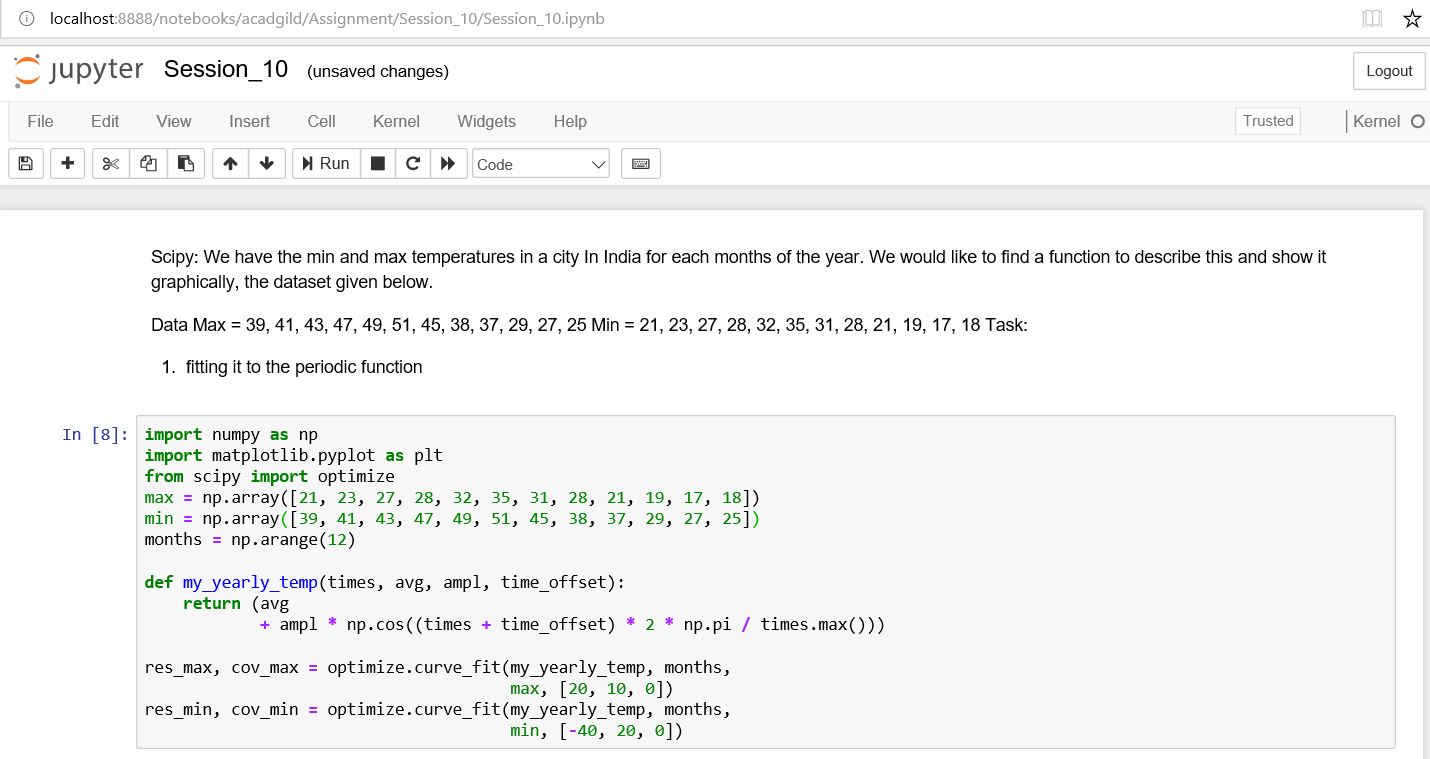 localhost:8888/notebooks/acadgild/Assignment/Session_10/Session_10.ipynb
jupyter Session_10 (unsaved changes) Logout
File Edit View Insert Cell Kernel Widgets Help Trusted Kernel
Run Code
Scipy: We have the min and max temperatures in a city In India for each months of the year. We would like to find a function to describe this and show it
graphically, the dataset given below.
Data Max = 39, 41, 43, 47, 49, 51, 45, 38, 37, 29, 27, 25 Min = 21, 23, 27, 28, 32, 35, 31, 28, 21, 19, 17, 18 Task:
1. fitting it to the periodic function
In [8]: import numpy as np
import matplotlib.pyplot as plt
from scipy import optimize
max = np.array([21, 23, 27, 28, 32, 35, 31, 28, 21, 19, 17, 18])
min = np.array([39, 41, 43, 47, 49, 51, 45, 38, 37, 29, 27, 25])
months = np.arange(12)
def my_yearly_temp(times, avg, ampl, time_offset):
    return (avg
            + ampl * np.cos((times + time_offset) * 2 * np.pi / times.max()))
res_max, cov_max = optimize.curve_fit(my_yearly_temp, months,
                                      max, [20, 10, 0])
res_min, cov_min = optimize.curve_fit(my_yearly_temp, months,
                                      min, [-40, 20, 0])